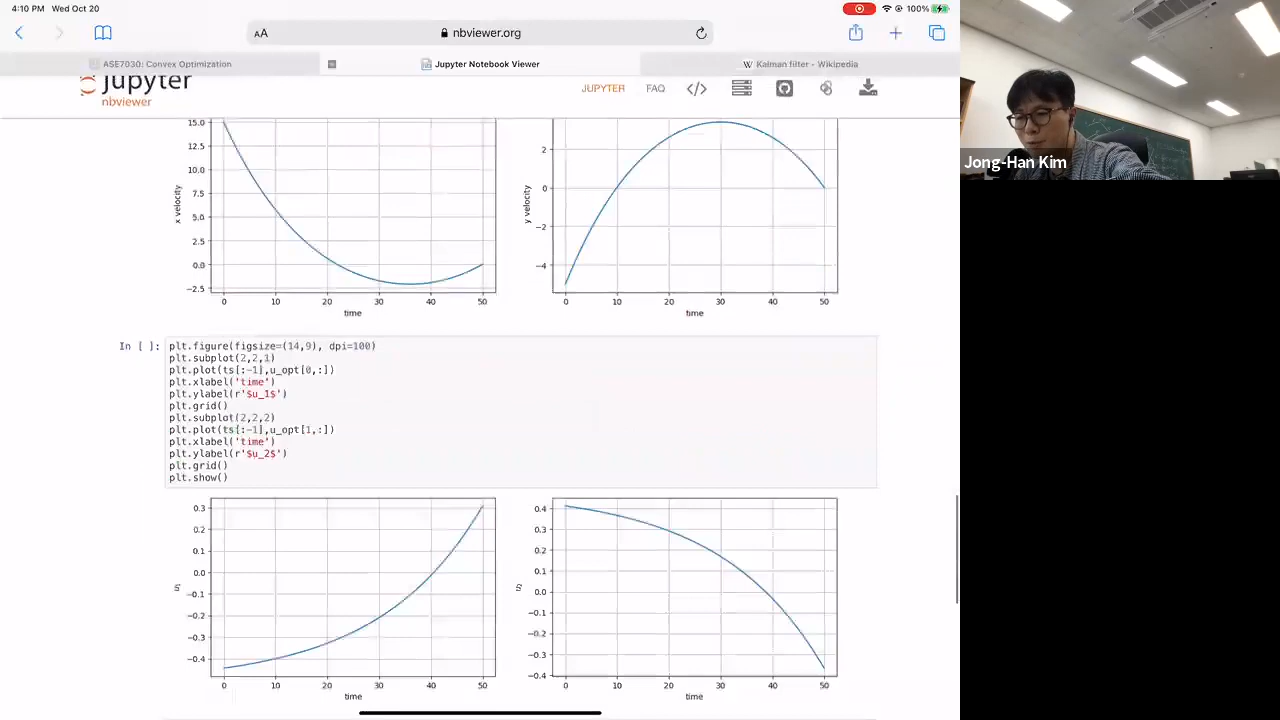 4:10 PM Wed Oct 20
100%
AA
nbviewer.org
ASE7030: Convex Optimization
Jupyter Notebook Viewer
W Kalman filter - Wikipedia
jupyter
nbviewer
JUPYTER
FAQ
</>
Jong-Han Kim
15.0
12.5
10.0
7.5
5.0
2.5
0.0
−2.5
x velocity
0 10 20 30 40 50
time
2
0
−2
−4
y velocity
0 10 20 30 40 50
time
In [ ]:
plt.figure(figsize=(14,9), dpi=100)
plt.subplot(2,2,1)
plt.plot(ts[:-1],u_opt[0,:])
plt.xlabel('time')
plt.ylabel(r'$u_1$')
plt.grid()
plt.subplot(2,2,2)
plt.plot(ts[:-1],u_opt[1,:])
plt.xlabel('time')
plt.ylabel(r'$u_2$')
plt.grid()
plt.show()
0.3
0.2
0.1
0.0
−0.1
−0.2
−0.3
−0.4
u₁
0 10 20 30 40 50
time
0.4
0.3
0.2
0.1
0.0
−0.1
−0.2
−0.3
−0.4
u₂
0 10 20 30 40 50
time